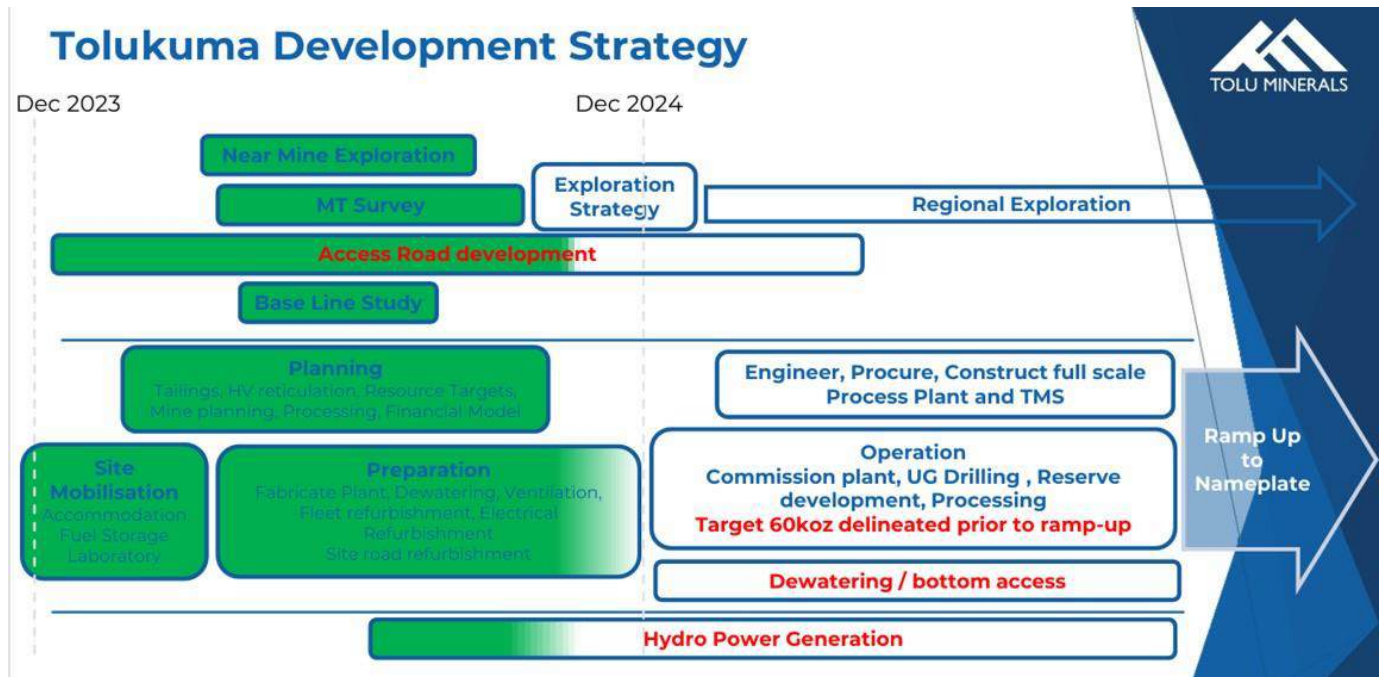 Tolukuma Development Strategy
TOLU MINERALS
Dec 2023
Dec 2024
Near Mine Exploration
MT Survey
Exploration
Strategy
Regional Exploration
Access Road development
Base Line Study
Planning
Tailings, HV reticulation, Resource Targets,
Mine planning, Processing, Financial Model
Engineer, Procure, Construct full scale
Process Plant and TMS
Site
Mobilisation
Accommodation
Fuel Storage
Laboratory
Preparation
Fabricate Plant, Dewatering, Ventilation,
Fleet refurbishment, Electrical
Refurbishment
Site road refurbishment
Operation
Commission plant, UG Drilling , Reserve
development, Processing
Target 60koz delineated prior to ramp-up
Ramp Up
to
Nameplate
Dewatering / bottom access
Hydro Power Generation